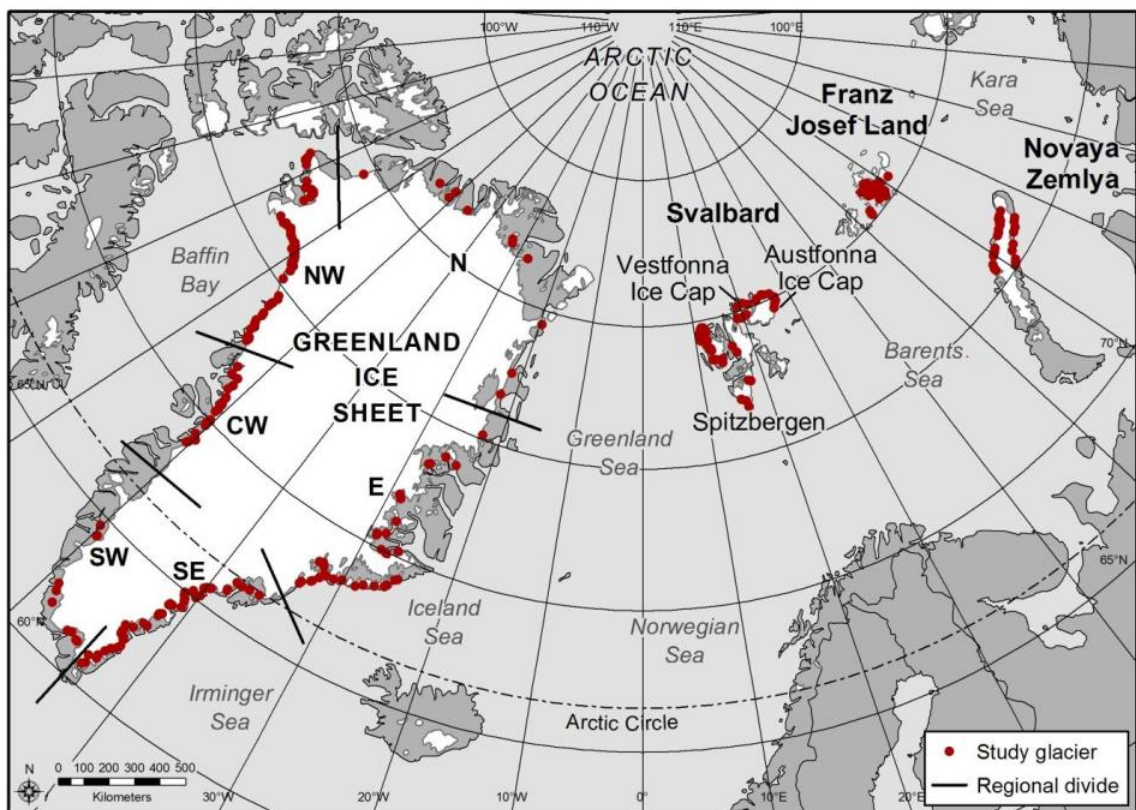 100°W
110°W
110°E
100°E
ARCTIC
OCEAN
Kara
Sea
Franz
Josef Land
Novaya
Zemlya
Svalbard
Vestfonna
Ice Cap
Austfonna
Ice Cap
Baffin
Bay
NW
N
GREENLAND
ICE
SHEET
Barents
Sea
70°N
65°N
CW
Spitzbergen
Greenland
Sea
E
SW
SE
65°N
60°N
Iceland
Sea
Norwegian
Sea
Irminger
Sea
Arctic Circle
Study glacier
Regional divide
N
0 100 200 300 400 500
Kilometers
30°W
20°W
10°W
0°
10°E
20°E